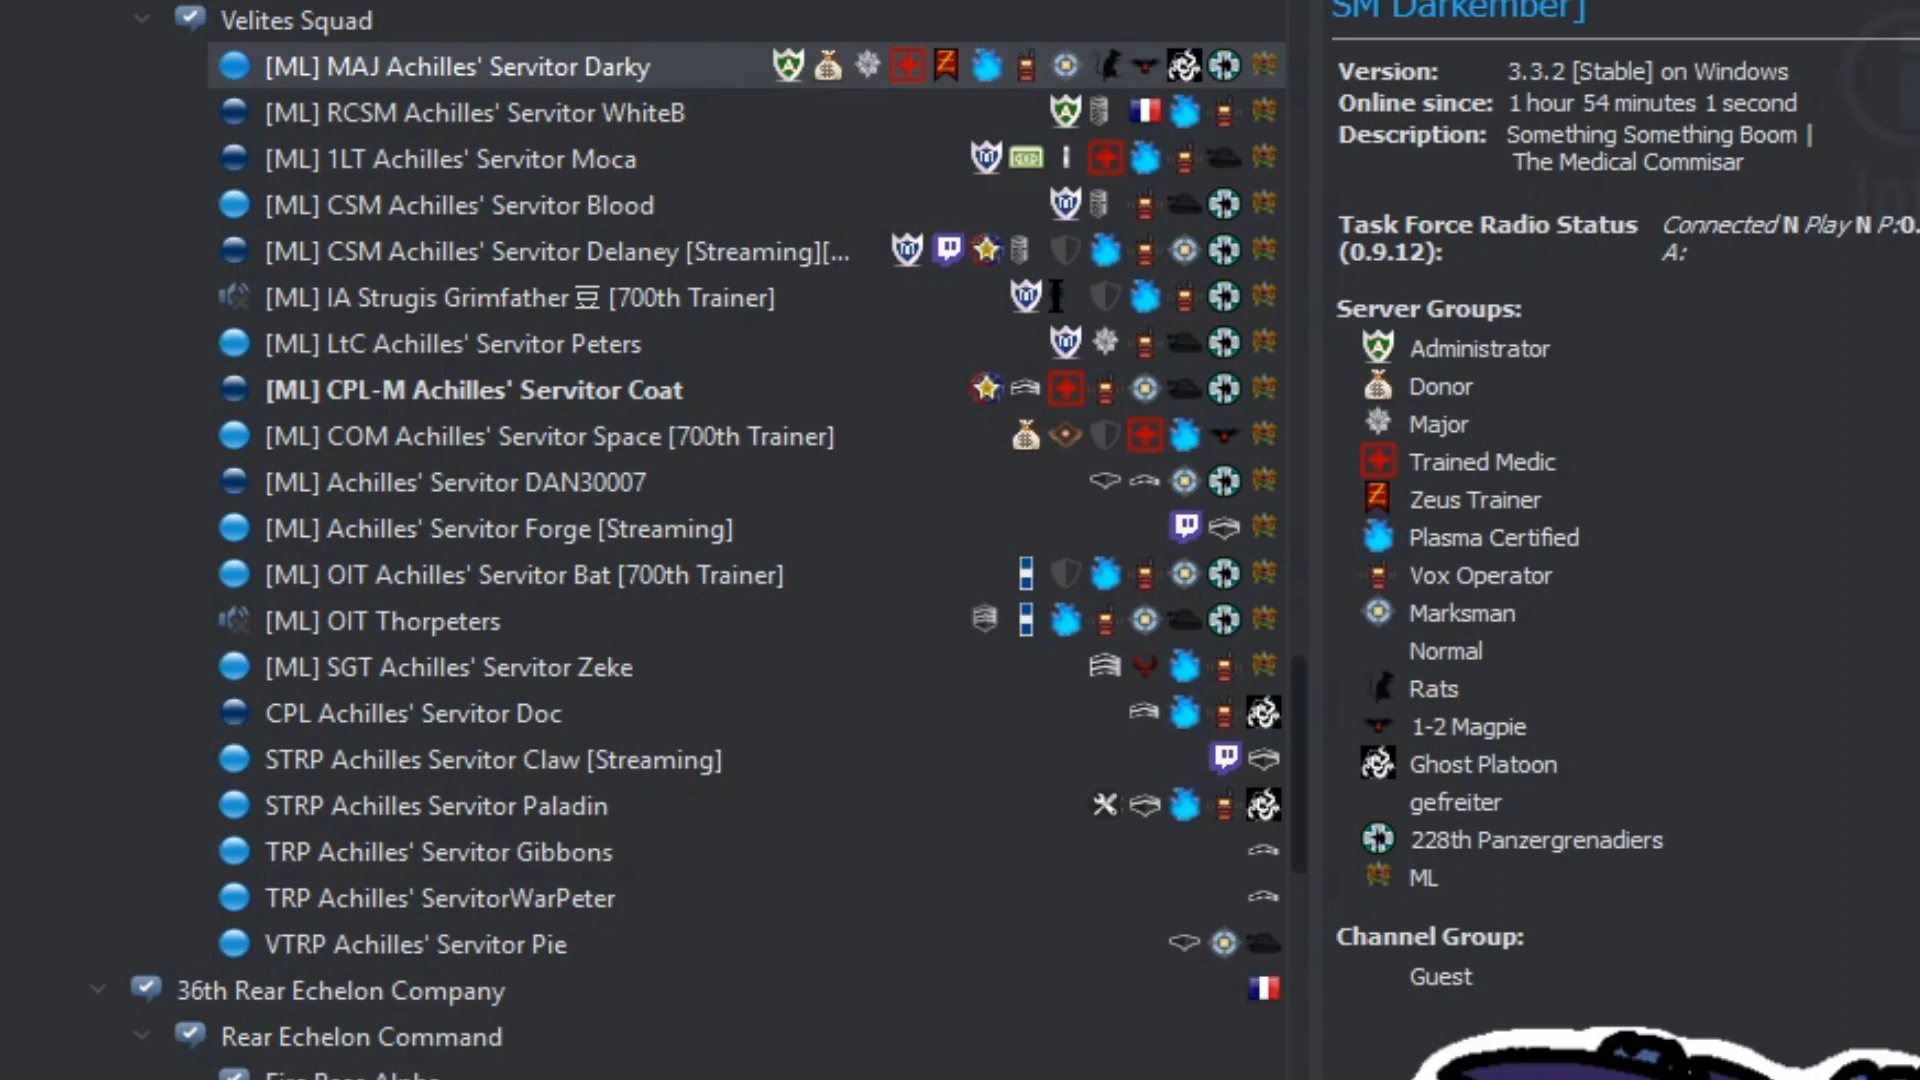 Velites Squad
[ML] MAJ Achilles' Servitor Darky
[ML] RCSM Achilles' Servitor WhiteB
[ML] 1LT Achilles' Servitor Moca
[ML] CSM Achilles' Servitor Blood
[ML] CSM Achilles' Servitor Delaney [Streaming][...
[ML] IA Strugis Grimfather 豆 [700th Trainer]
[ML] LtC Achilles' Servitor Peters
[ML] CPL-M Achilles' Servitor Coat
[ML] COM Achilles' Servitor Space [700th Trainer]
[ML] Achilles' Servitor DAN30007
[ML] Achilles' Servitor Forge [Streaming]
[ML] OIT Achilles' Servitor Bat [700th Trainer]
[ML] OIT Thorpeters
[ML] SGT Achilles' Servitor Zeke
CPL Achilles' Servitor Doc
STRP Achilles Servitor Claw [Streaming]
STRP Achilles Servitor Paladin
TRP Achilles' Servitor Gibbons
TRP Achilles' ServitorWarPeter
VTRP Achilles' Servitor Pie
36th Rear Echelon Company
Rear Echelon Command
SM Darkember]
Version: 3.3.2 [Stable] on Windows
Online since: 1 hour 54 minutes 1 second
Description: Something Something Boom |
The Medical Commisar
Task Force Radio Status Connected N Play N P:0.
(0.9.12): A:
Server Groups:
Administrator
Donor
Major
Trained Medic
Zeus Trainer
Plasma Certified
Vox Operator
Marksman
Normal
Rats
1-2 Magpie
Ghost Platoon
gefreiter
228th Panzergrenadiers
ML
Channel Group:
Guest